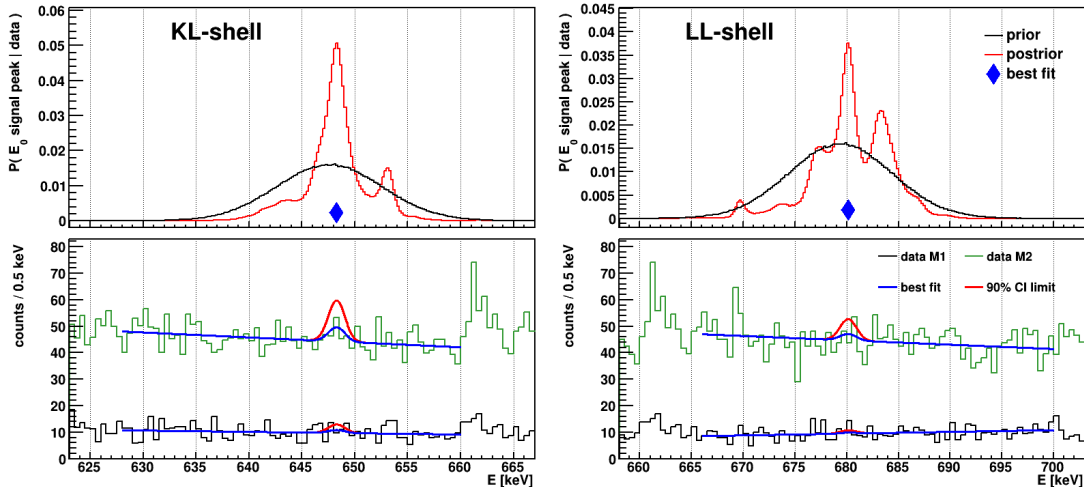 KL-shell
P( E_0 signal peak | data )
0.06
0.05
0.04
0.03
0.02
0.01
0
counts / 0.5 keV
80
70
60
50
40
30
20
10
0
data M1
data M2
best fit
90% CI limit
625 630 635 640 645 650 655 660 665
E [keV]
LL-shell
P( E_0 signal peak | data )
0.045
0.04
0.035
0.03
0.025
0.02
0.015
0.01
0.005
0
prior
postrior
best fit
counts / 0.5 keV
80
70
60
50
40
30
20
10
0
660 665 670 675 680 685 690 695 700
E [keV]